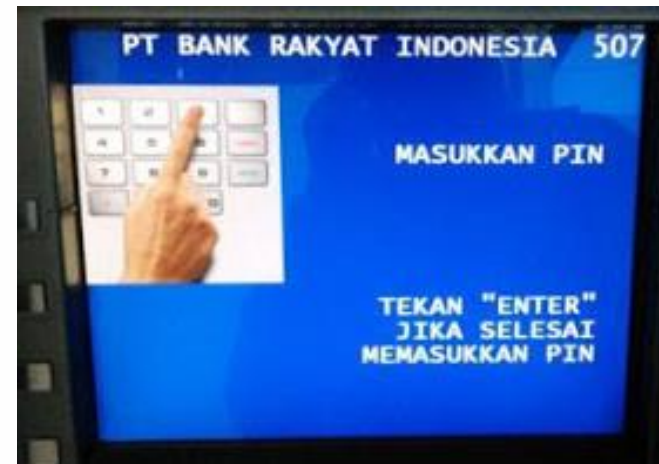 PT BANK RAKYAT INDONESIA 507
MASUKKAN PIN
TEKAN "ENTER"
JIKA SELESAI
MEMASUKKAN PIN